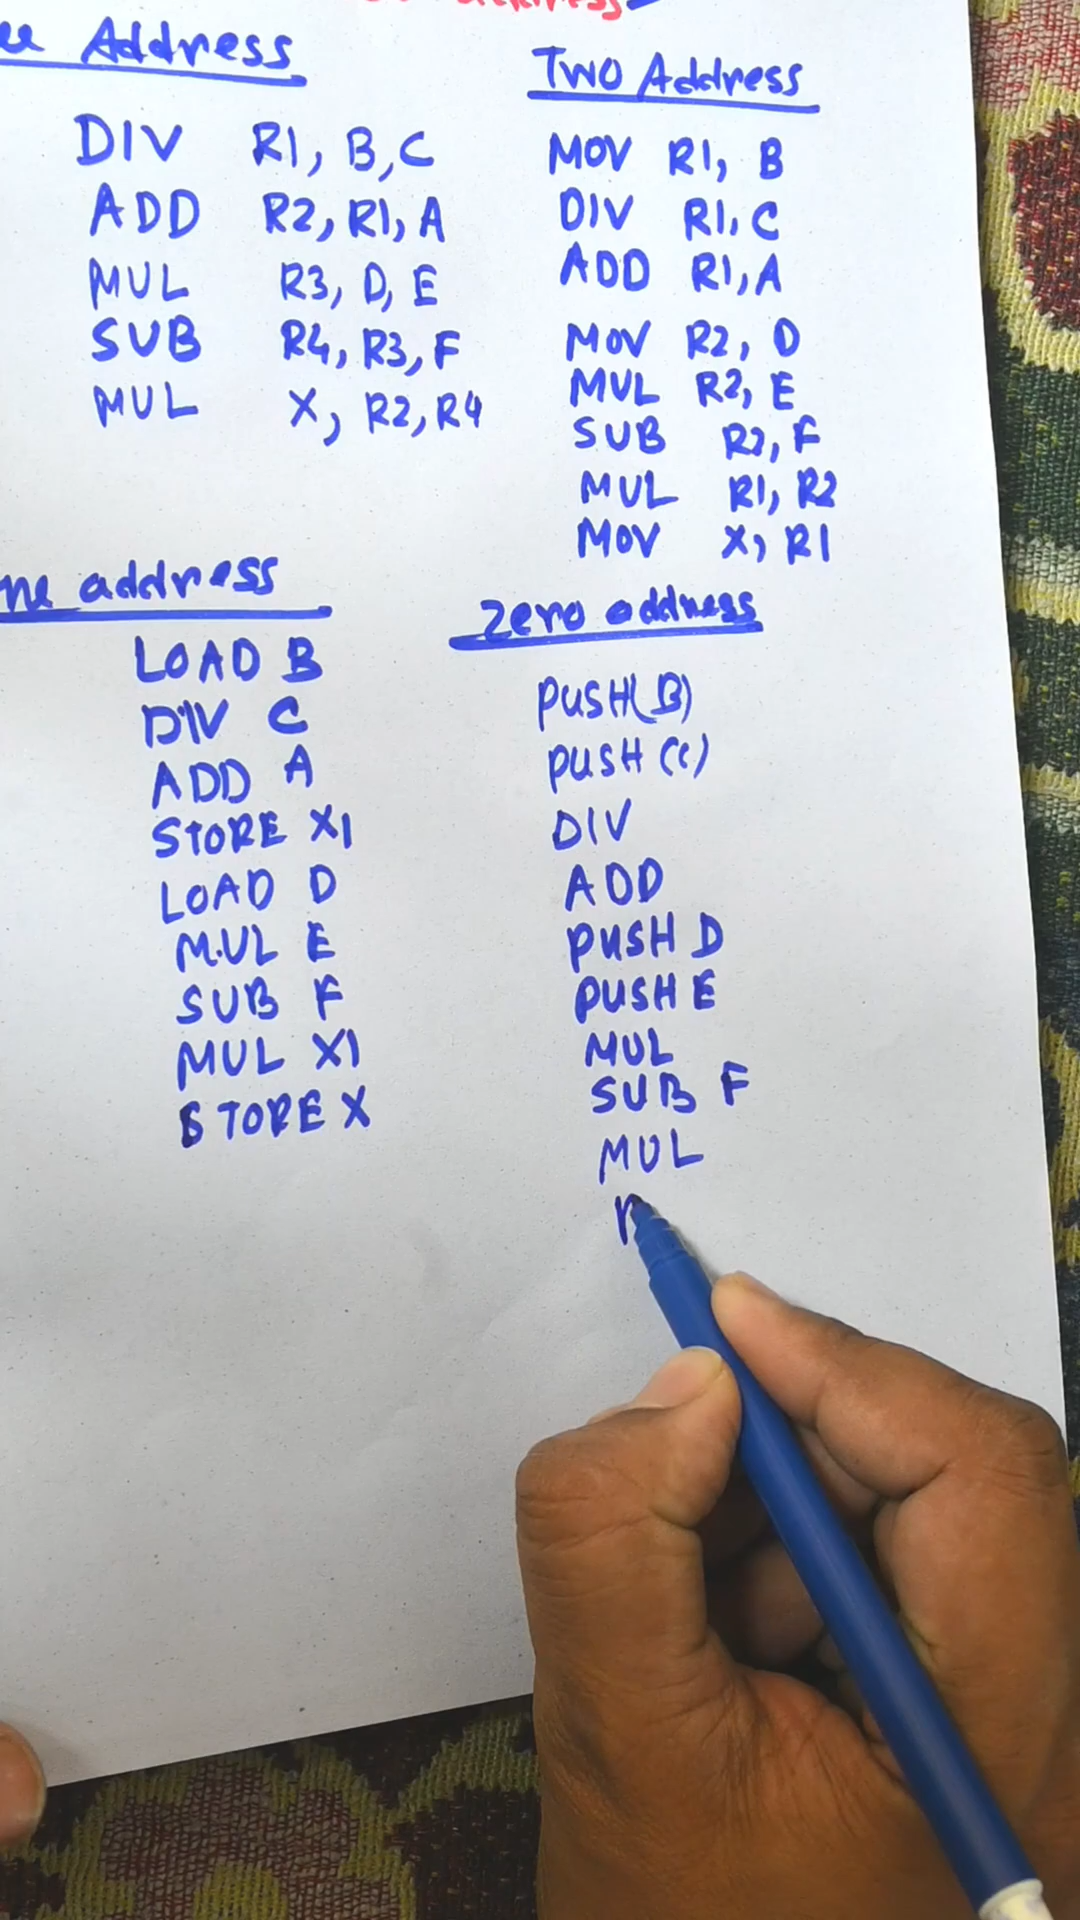 address
Address
DIV R1, B,C
ADD R2, R1, A
MUL R3, D, E
SUB R4, R3, F
MUL X, R2, R4
Two Address
MOV R1, B
DIV R1, C
ADD R1, A
MOV R2, D
MUL R2, E
SUB R2, F
MUL R1, R2
MOV X, R1
address
LOAD B
DIV C
ADD A
STORE X1
LOAD D
MUL E
SUB F
MUL X1
STORE X
Zero address
PUSH(B)
PUSH (C)
DIV
ADD
PUSH D
PUSH E
MUL
SUB F
MUL